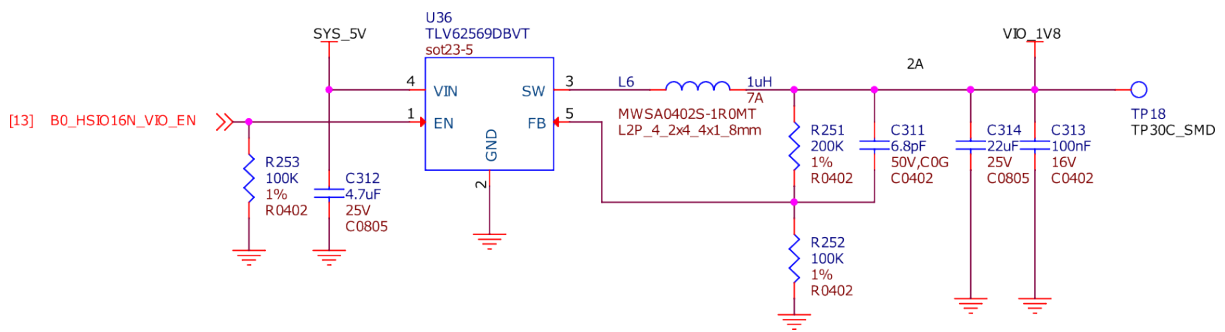 U36
TLV62569DBVT
sot23-5
SYS_5V
VIO_1V8
2A
4
VIN
SW
3
L6
1uH
7A
MWSA0402S-1R0MT
L2P_4_2x4_4x1_8mm
TP18
TP30C_SMD
[13] B0_HSIO16N_VIO_EN
1
EN
FB
5
GND
2
R253
100K
1%
R0402
C312
4.7uF
25V
C0805
R251
200K
1%
R0402
C311
6.8pF
50V,C0G
C0402
C314
22uF
25V
C0805
C313
100nF
16V
C0402
R252
100K
1%
R0402